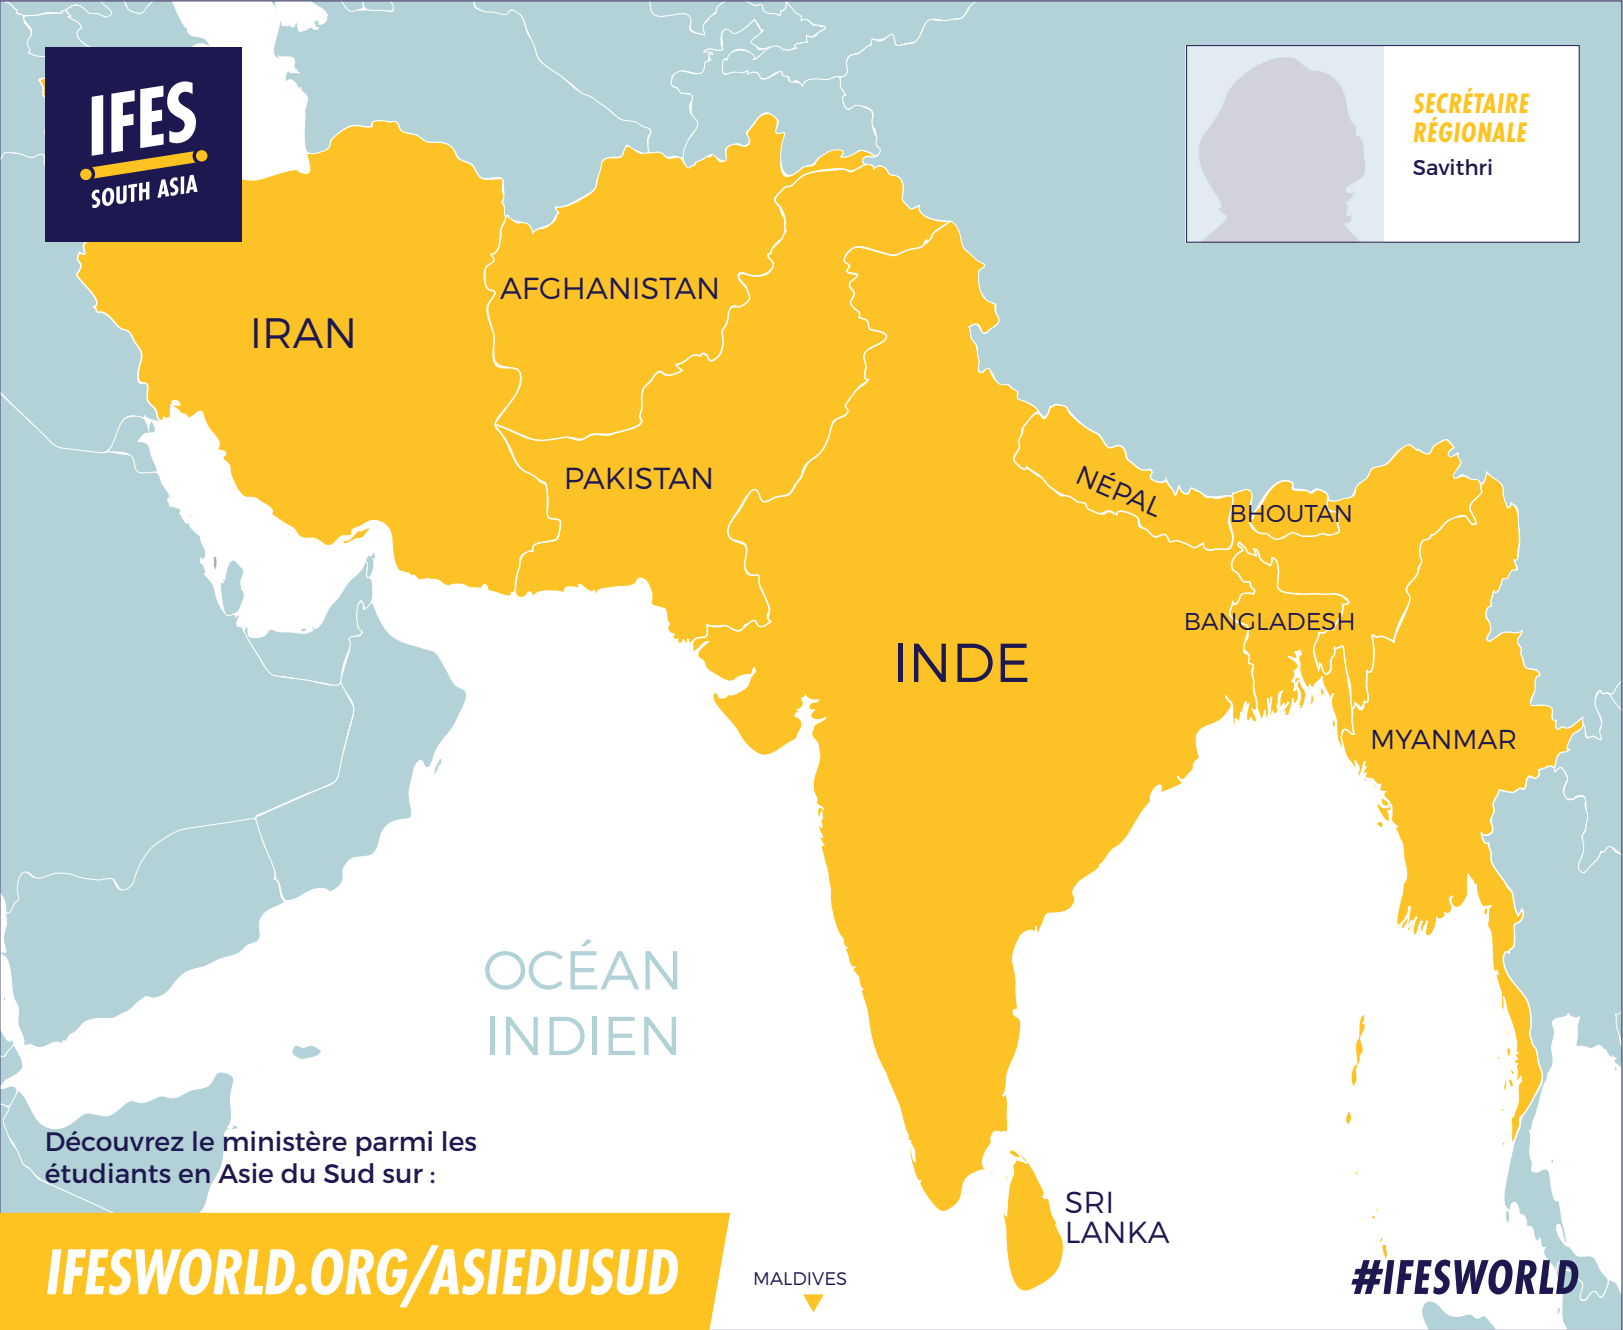 IFES
SOUTH ASIA
SECRÉTAIRE
RÉGIONALE
Savithri
AFGHANISTAN
IRAN
PAKISTAN
NÉPAL
BHOUTAN
BANGLADESH
INDE
MYANMAR
OCÉAN
INDIEN
Découvrez le ministère parmi les
étudiants en Asie du Sud sur :
SRI
LANKA
IFESWORLD.ORG/ASIEDUSUD
MALDIVES
#IFESWORLD